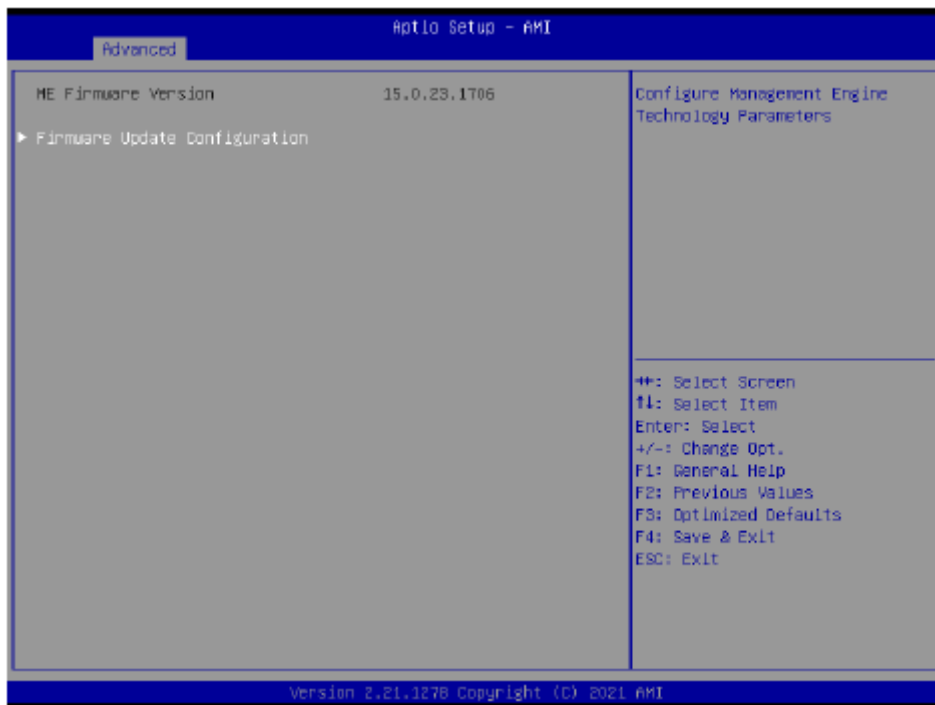 Aptio Setup - AMI
Advanced
ME Firmware Version 15.0.23.1706
► Firmware Update Configuration
Configure Management Engine
Technology Parameters
↔: Select Screen
↑↓: Select Item
Enter: Select
+/-: Change Opt.
F1: General Help
F2: Previous Values
F3: Optimized Defaults
F4: Save & Exit
ESC: Exit
Version 2.21.1278 Copyright (C) 2021 AMI